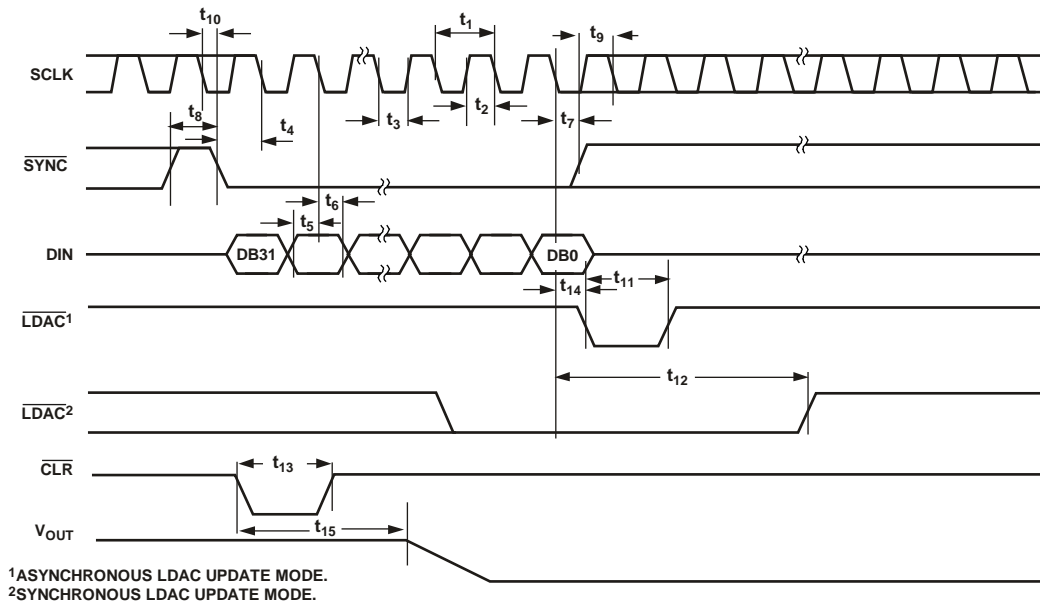 t10
t1
t9
SCLK
t2
t8
t4
t3
t7
SYNC
t6
t5
DIN
DB31
DB0
t11
t14
LDAC1
t12
LDAC2
CLR
t13
t15
VOUT
1ASYNCHRONOUS LDAC UPDATE MODE.
2SYNCHRONOUS LDAC UPDATE MODE.